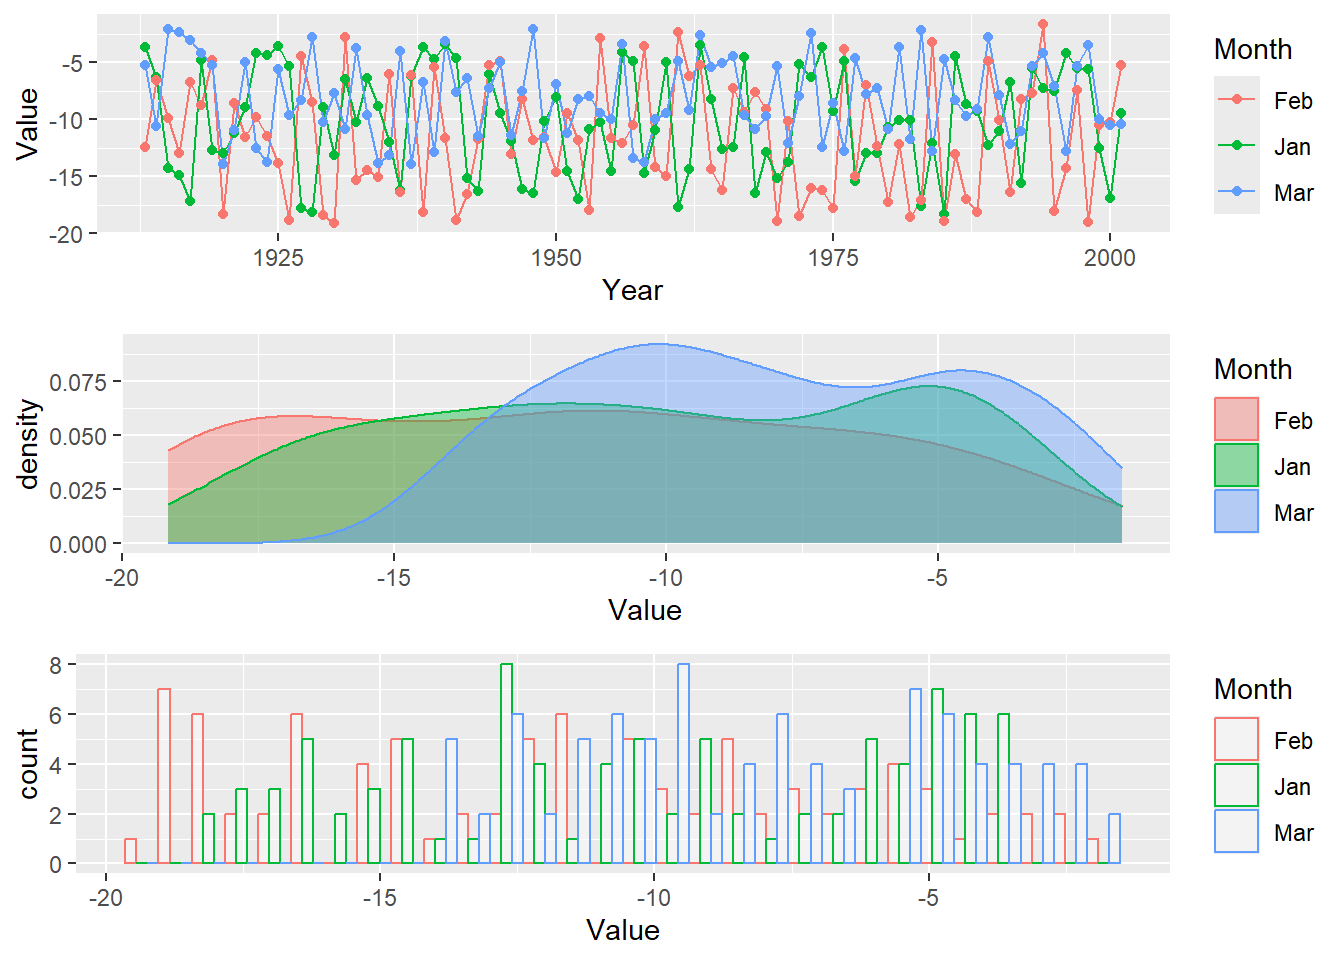 Value
-5
-10
-15
-20
1925 1950 1975 2000
Year
Month
Feb
Jan
Mar
density
0.075
0.050
0.025
0.000
-20 -15 -10 -5
Value
Month
Feb
Jan
Mar
count
8
6
4
2
0
-20 -15 -10 -5
Value
Month
Feb
Jan
Mar